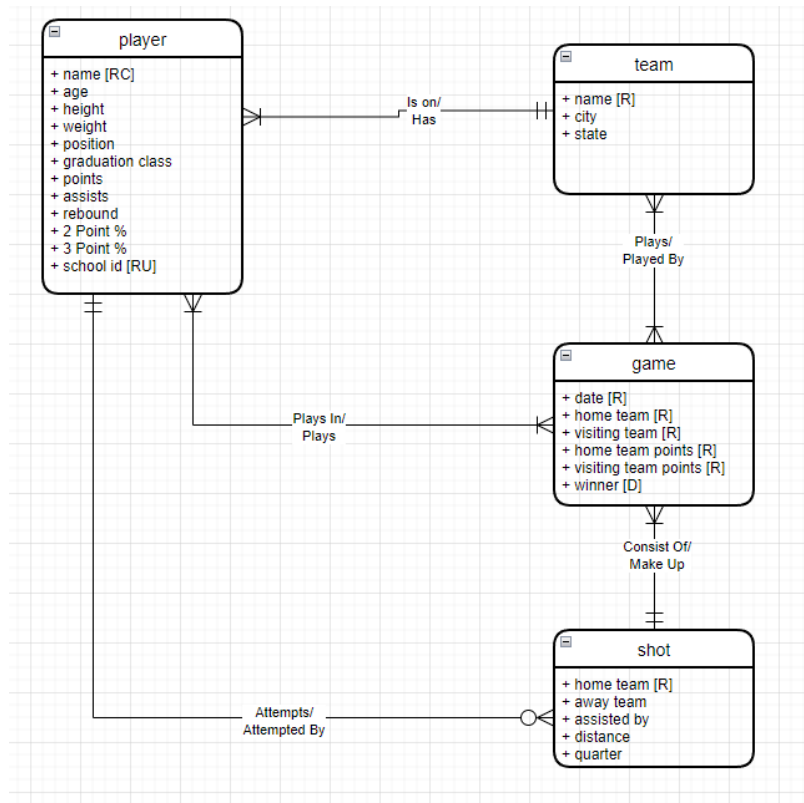 player
+ name [RC]
+ age
+ height
+ weight
+ position
+ graduation class
+ points
+ assists
+ rebound
+ 2 Point %
+ 3 Point %
+ school id [RU]
Is on/
Has
team
+ name [R]
+ city
+ state
Plays/
Played By
game
+ date [R]
+ home team [R]
+ visiting team [R]
+ home team points [R]
+ visiting team points [R]
+ winner [D]
Plays In/
Plays
Consist Of/
Make Up
shot
+ home team [R]
+ away team
+ assisted by
+ distance
+ quarter
Attempts/
Attempted By